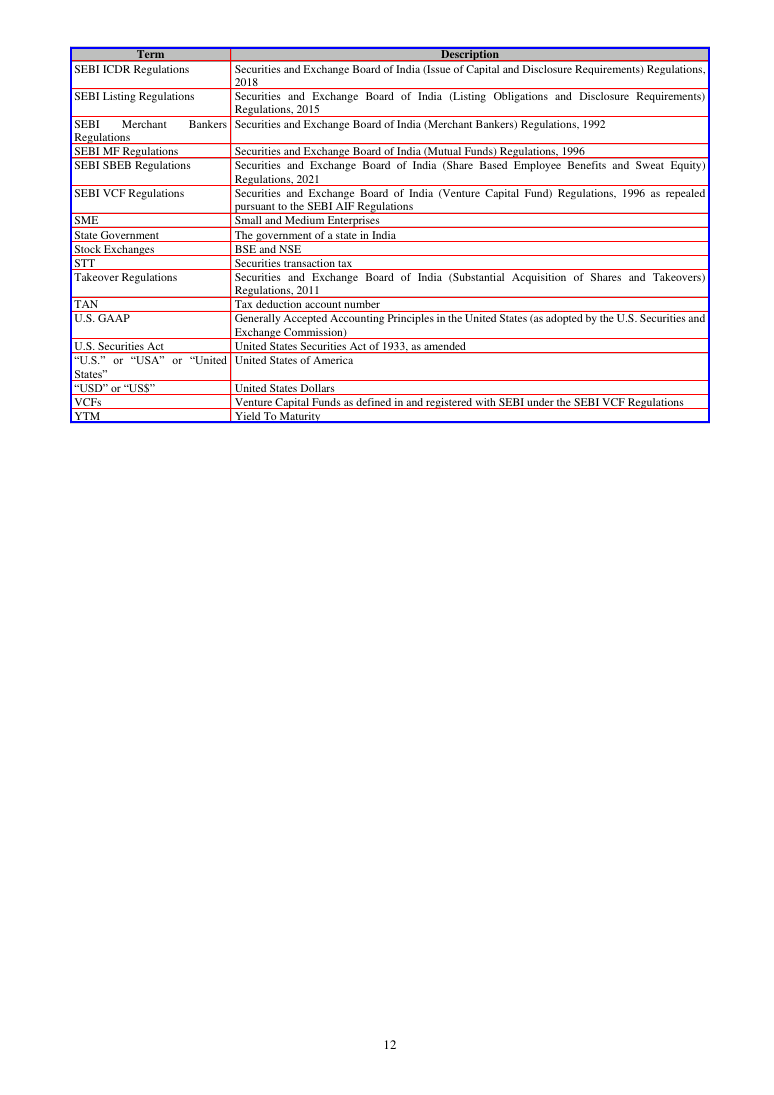 Term Description
SEBI ICDR Regulations Securities and Exchange Board of India (Issue of Capital and Disclosure Requirements) Regulations,
2018
SEBI Listing Regulations Securities and Exchange Board of India (Listing Obligations and Disclosure Requirements)
Regulations, 2015
SEBI Merchant Bankers Securities and Exchange Board of India (Merchant Bankers) Regulations, 1992
Regulations
SEBI MF Regulations Securities and Exchange Board of India (Mutual Funds) Regulations, 1996
SEBI SBEB Regulations Securities and Exchange Board of India (Share Based Employee Benefits and Sweat Equity)
Regulations, 2021
SEBI VCF Regulations Securities and Exchange Board of India (Venture Capital Fund) Regulations, 1996 as repealed
pursuant to the SEBI AIF Regulations
SME Small and Medium Enterprises
State Government The government of a state in India
Stock Exchanges BSE and NSE
STT Securities transaction tax
Takeover Regulations Securities and Exchange Board of India (Substantial Acquisition of Shares and Takeovers)
Regulations, 2011
TAN Tax deduction account number
U.S. GAAP Generally Accepted Accounting Principles in the United States (as adopted by the U.S. Securities and
Exchange Commission)
U.S. Securities Act United States Securities Act of 1933, as amended
“U.S.” or “USA” or “United United States of America
States”
“USD” or “US$” United States Dollars
VCFs Venture Capital Funds as defined in and registered with SEBI under the SEBI VCF Regulations
YTM Yield To Maturity
12